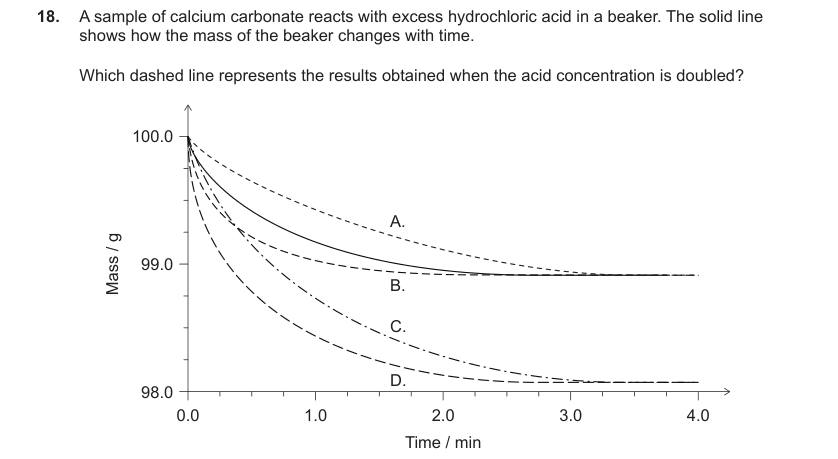 18. A sample of calcium carbonate reacts with excess hydrochloric acid in a beaker. The solid line
shows how the mass of the beaker changes with time.
Which dashed line represents the results obtained when the acid concentration is doubled?
100.0
A.
99.0
Mass / g
B.
C.
D.
98.0
0.0 1.0 2.0 3.0 4.0
Time / min